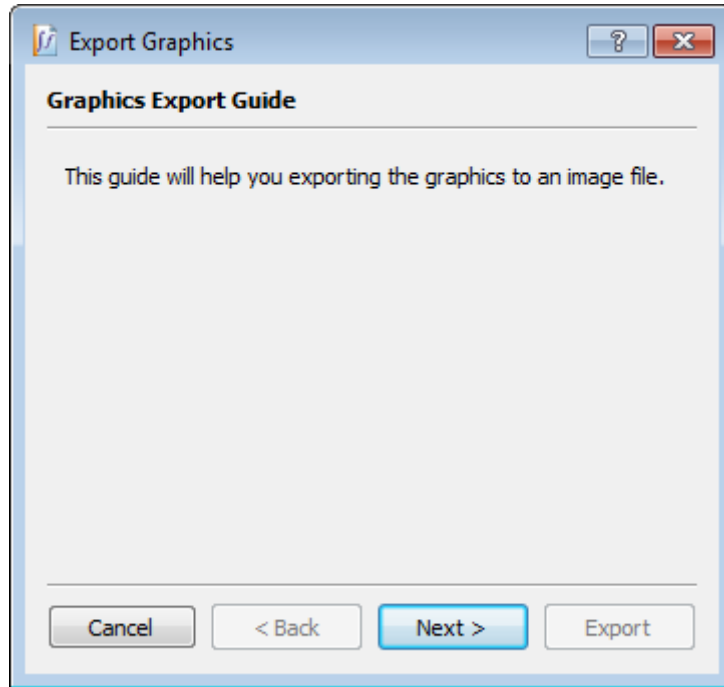 Export Graphics
Graphics Export Guide
This guide will help you exporting the graphics to an image file.
Cancel
< Back
Next >
Export